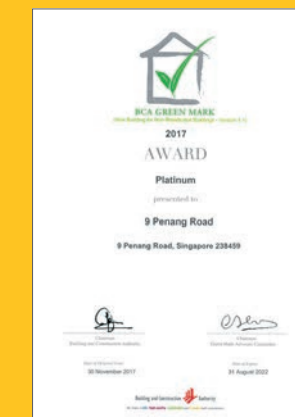 BCA GREEN MARK
2017
AWARD
Platinum
presented to
9 Penang Road
9 Penang Road, Singapore 238459
Chairman
Building and Construction Authority
Chairman
Green Mark Advisory Committee
30 November 2017
31 August 2022
Building and Construction Authority